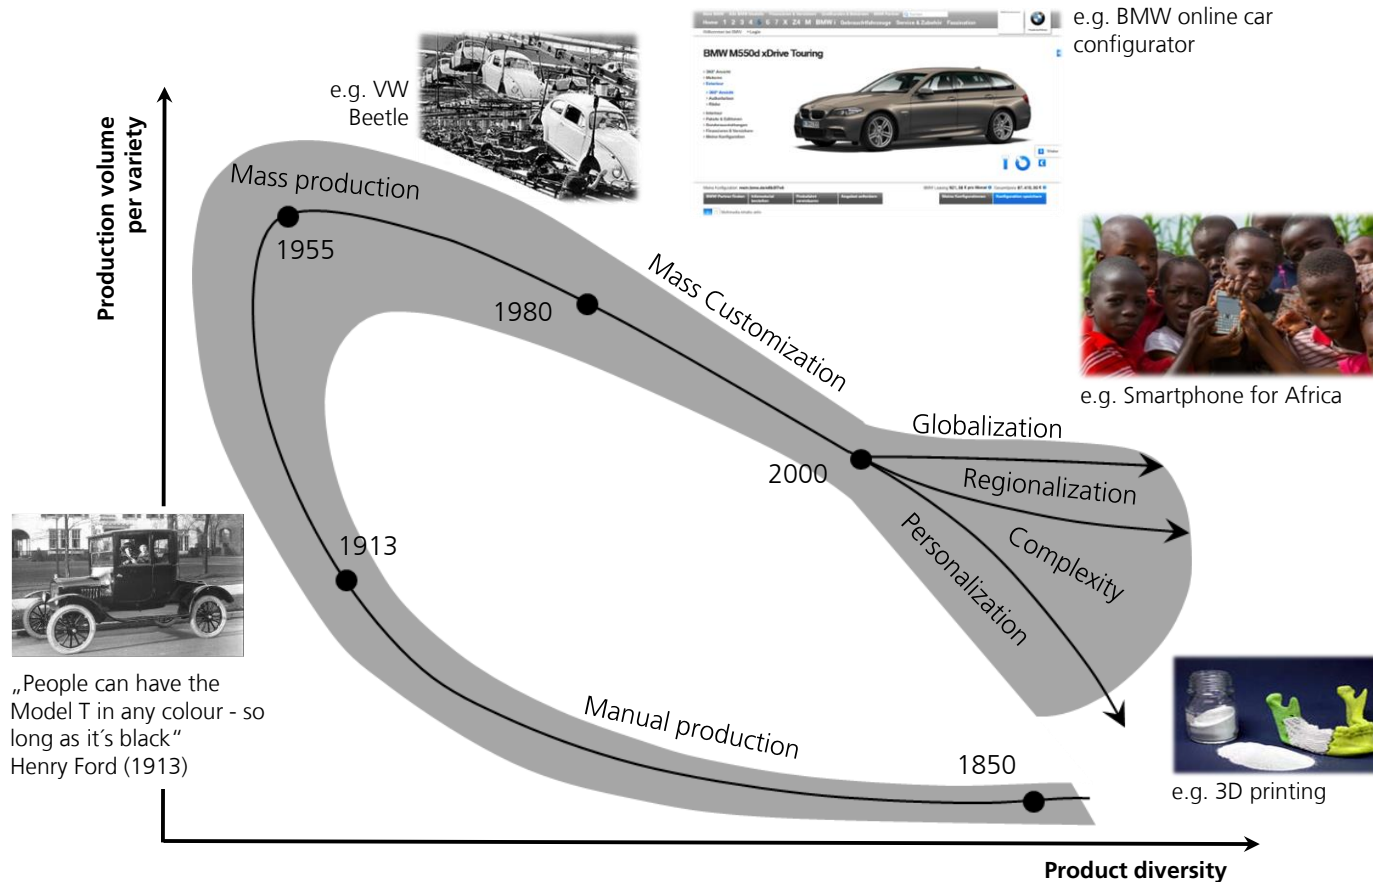 e.g. BMW online car
configurator
BMW M550d xDrive Touring
e.g. VW
Beetle
Production volume
per variety
Mass production
1955
1980
Mass Customization
e.g. Smartphone for Africa
Globalization
2000
Regionalization
Personalization
Complexity
1913
„People can have the
Model T in any colour - so
long as it´s black“
Henry Ford (1913)
Manual production
1850
e.g. 3D printing
Product diversity